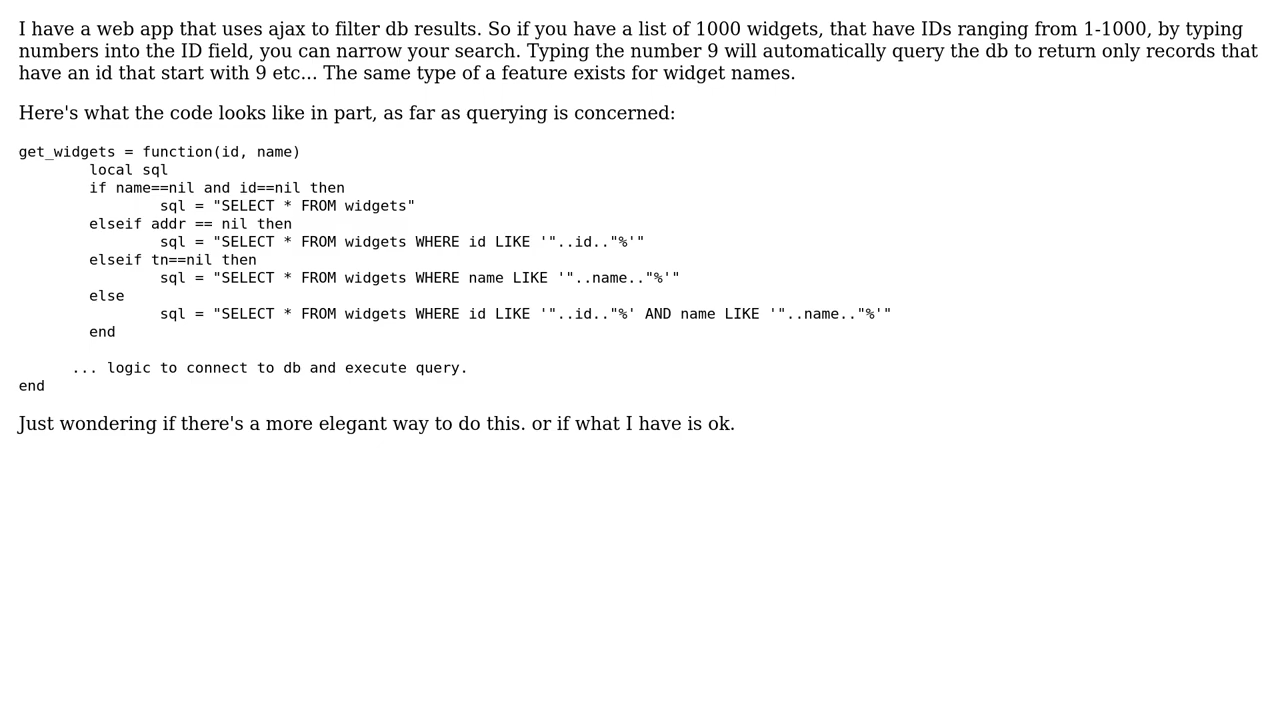 I have a web app that uses ajax to filter db results. So if you have a list of 1000 widgets, that have IDs ranging from 1-1000, by typing
numbers into the ID field, you can narrow your search. Typing the number 9 will automatically query the db to return only records that
have an id that start with 9 etc... The same type of a feature exists for widget names.
Here's what the code looks like in part, as far as querying is concerned:
get_widgets = function(id, name)
        local sql
        if name==nil and id==nil then
                sql = "SELECT * FROM widgets"
        elseif addr == nil then
                sql = "SELECT * FROM widgets WHERE id LIKE '"..id.."%'"
        elseif tn==nil then
                sql = "SELECT * FROM widgets WHERE name LIKE '"..name.."%'"
        else
                sql = "SELECT * FROM widgets WHERE id LIKE '"..id.."%' AND name LIKE '"..name.."%'"
        end
      ... logic to connect to db and execute query.
end
Just wondering if there's a more elegant way to do this. or if what I have is ok.